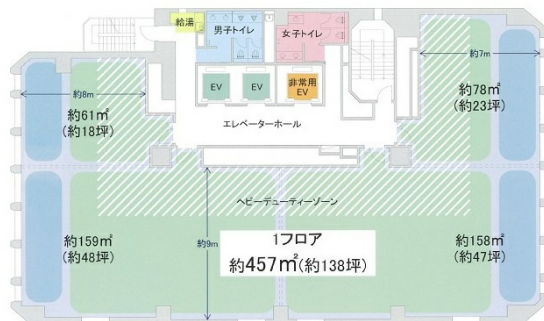 給湯
男子トイレ
女子トイレ
約7m
EV
EV
非常用
EV
約8m
約61㎡
(約18坪)
約78㎡
(約23坪)
エレベーターホール
ヘビーデューティーゾーン
約9m
1フロア
約457㎡(約138坪)
約159㎡
(約48坪)
約158㎡
(約47坪)